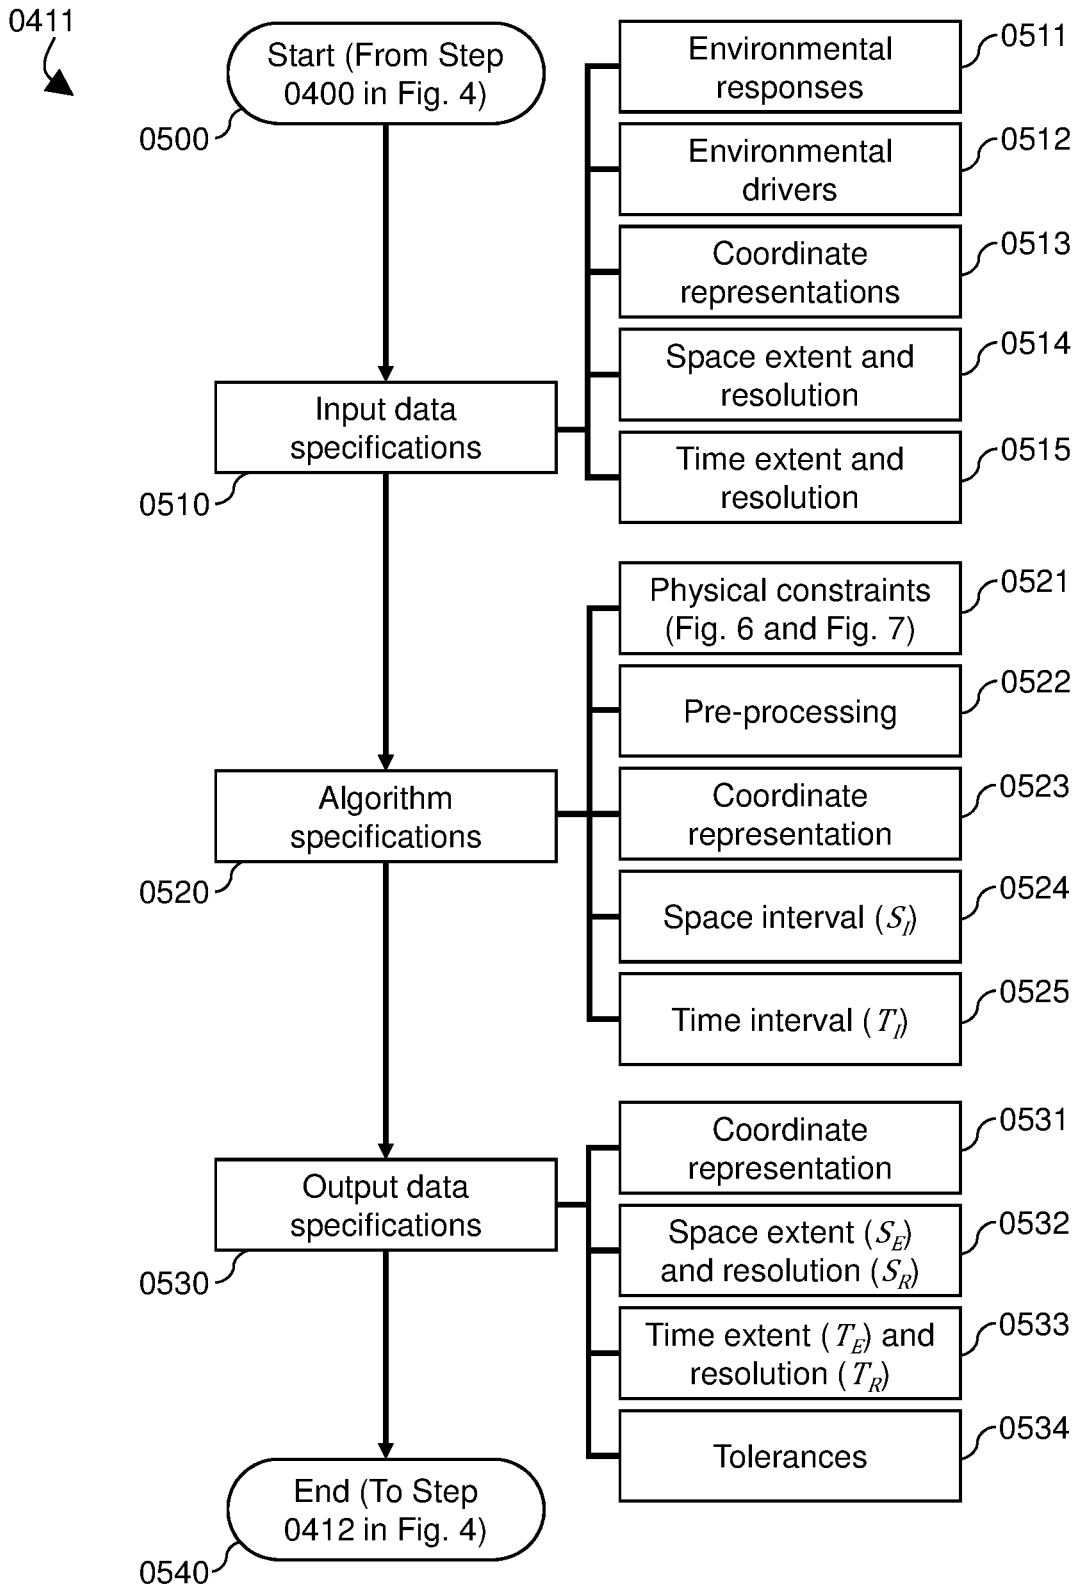 0411
Start (From Step
0400 in Fig. 4)
0500
Environmental
responses
0511
Environmental
drivers
0512
Coordinate
representations
0513
Space extent and
resolution
0514
Time extent and
resolution
0515
Input data
specifications
0510
Physical constraints
(Fig. 6 and Fig. 7)
0521
Pre-processing
0522
Coordinate
representation
0523
Space interval (S_I)
0524
Time interval (T_I)
0525
Algorithm
specifications
0520
Coordinate
representation
0531
Space extent (S_E)
and resolution (S_R)
0532
Time extent (T_E) and
resolution (T_R)
0533
Tolerances
0534
Output data
specifications
0530
End (To Step
0412 in Fig. 4)
0540